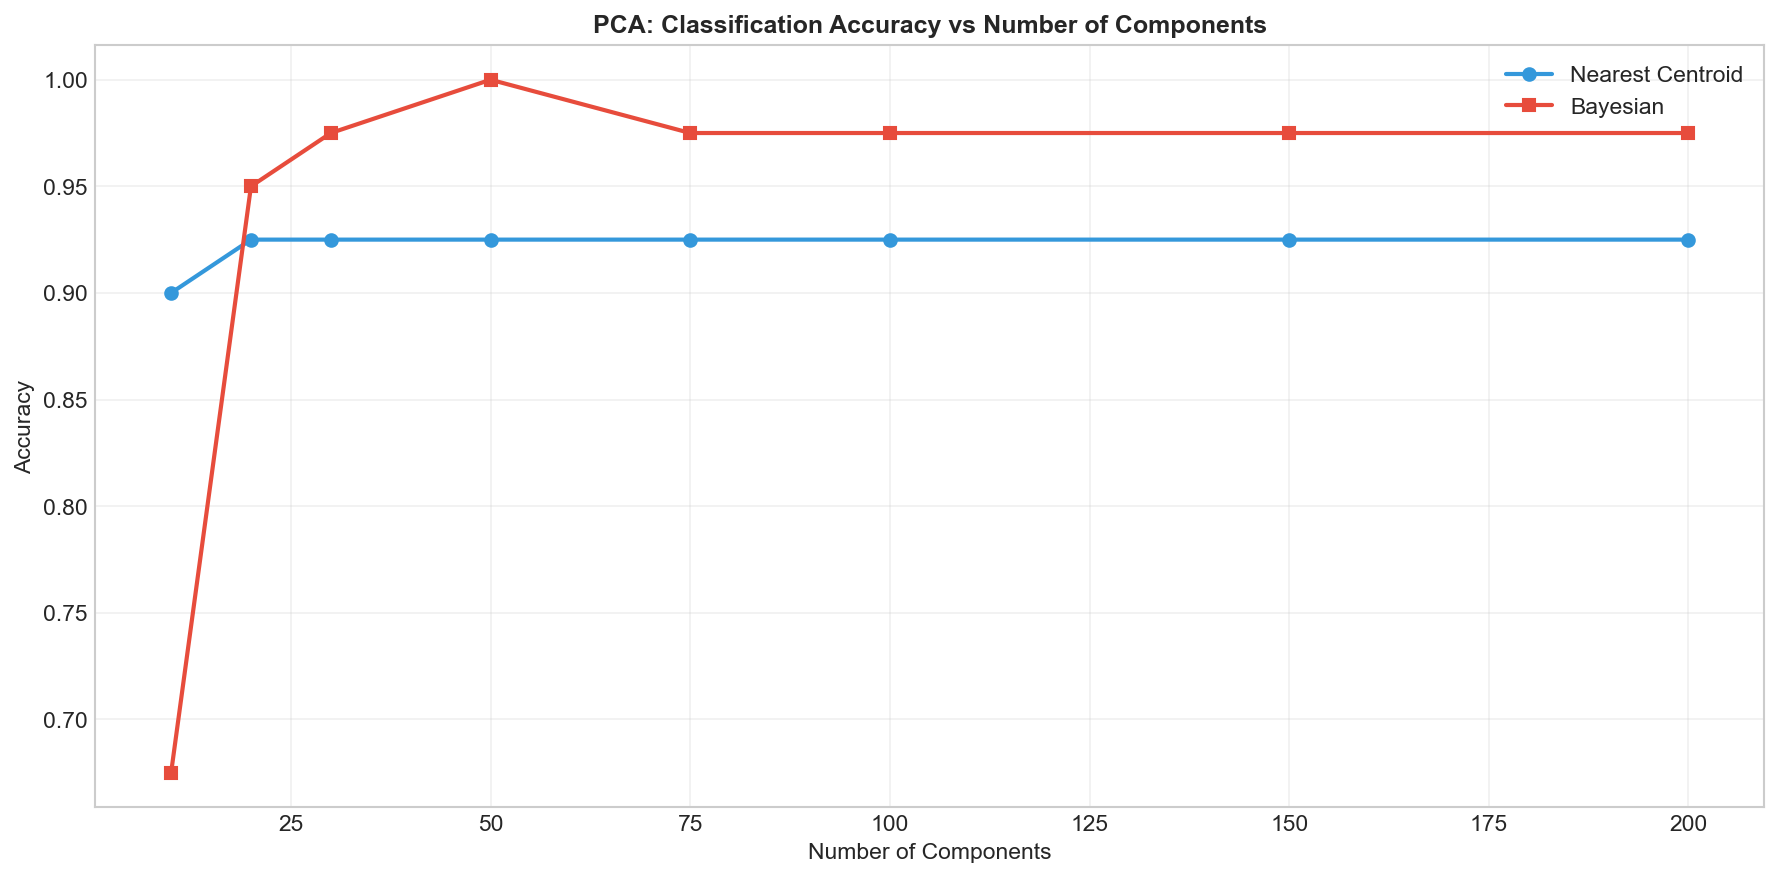 PCA: Classification Accuracy vs Number of Components
Nearest Centroid
Bayesian
1.00
0.95
0.90
0.85
0.80
0.75
0.70
Accuracy
25 50 75 100 125 150 175 200
Number of Components